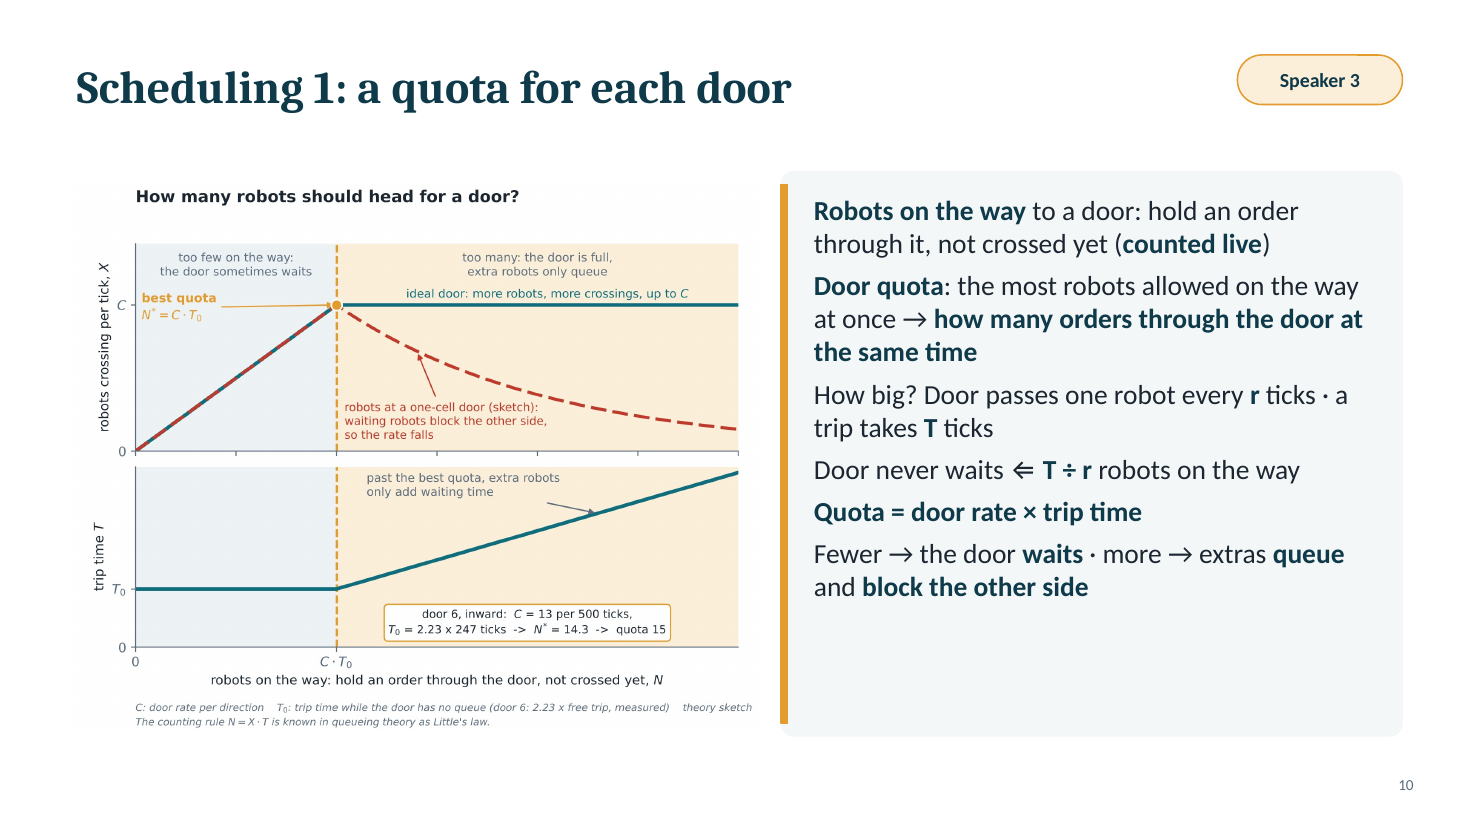 Scheduling 1: a quota for each door
Speaker 3
How many robots should head for a door?
robots crossing per tick, X
C
0
too few on the way:
the door sometimes waits
best quota
N* = C · T₀
too many: the door is full,
extra robots only queue
ideal door: more robots, more crossings, up to C
robots at a one-cell door (sketch):
waiting robots block the other side,
so the rate falls
trip time T
T₀
0
past the best quota, extra robots
only add waiting time
door 6, inward: C = 13 per 500 ticks,
T₀ = 2.23 x 247 ticks -> N* = 14.3 -> quota 15
0
C · T₀
robots on the way: hold an order through the door, not crossed yet, N
C: door rate per direction T₀: trip time while the door has no queue (door 6: 2.23 x free trip, measured) theory sketch
The counting rule N = X · T is known in queueing theory as Little's law.
Robots on the way to a door: hold an order
through it, not crossed yet (counted live)
Door quota: the most robots allowed on the way
at once → how many orders through the door at
the same time
How big? Door passes one robot every r ticks · a
trip takes T ticks
Door never waits ⇐ T ÷ r robots on the way
Quota = door rate × trip time
Fewer → the door waits · more → extras queue
and block the other side
10